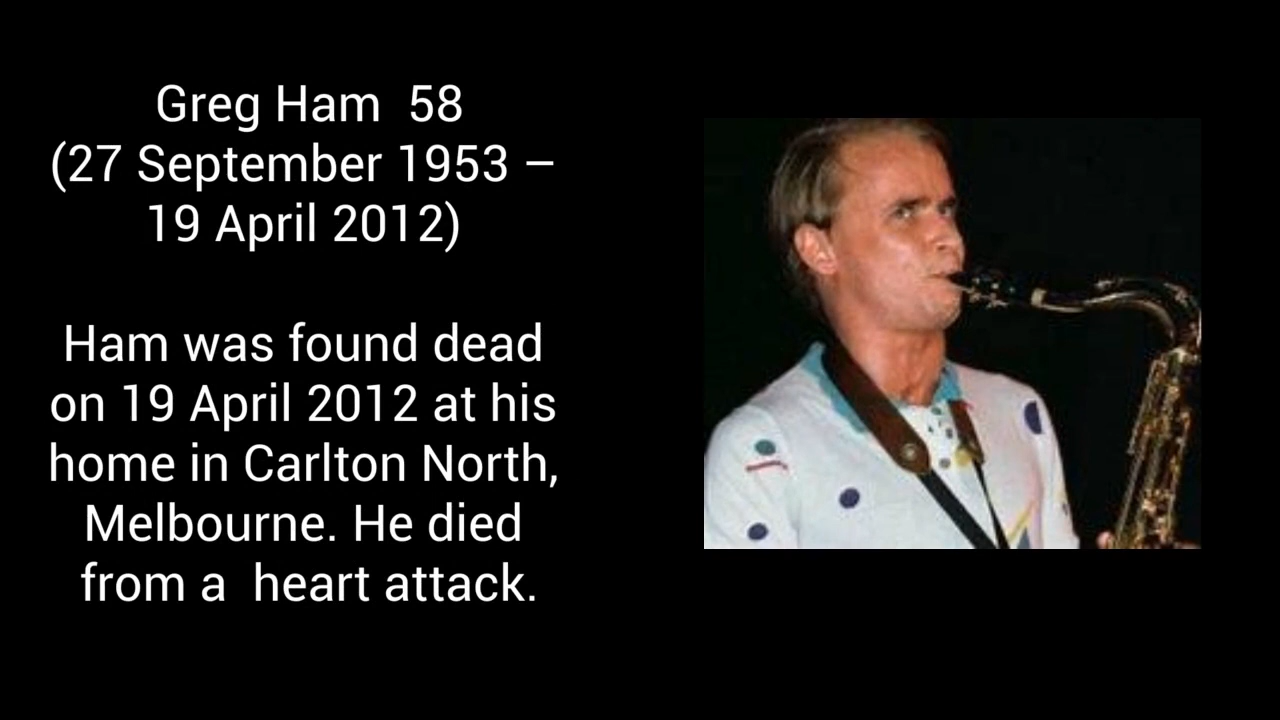 Greg Ham  58
(27 September 1953 –
19 April 2012)
Ham was found dead
on 19 April 2012 at his
home in Carlton North,
Melbourne. He died
from a  heart attack.